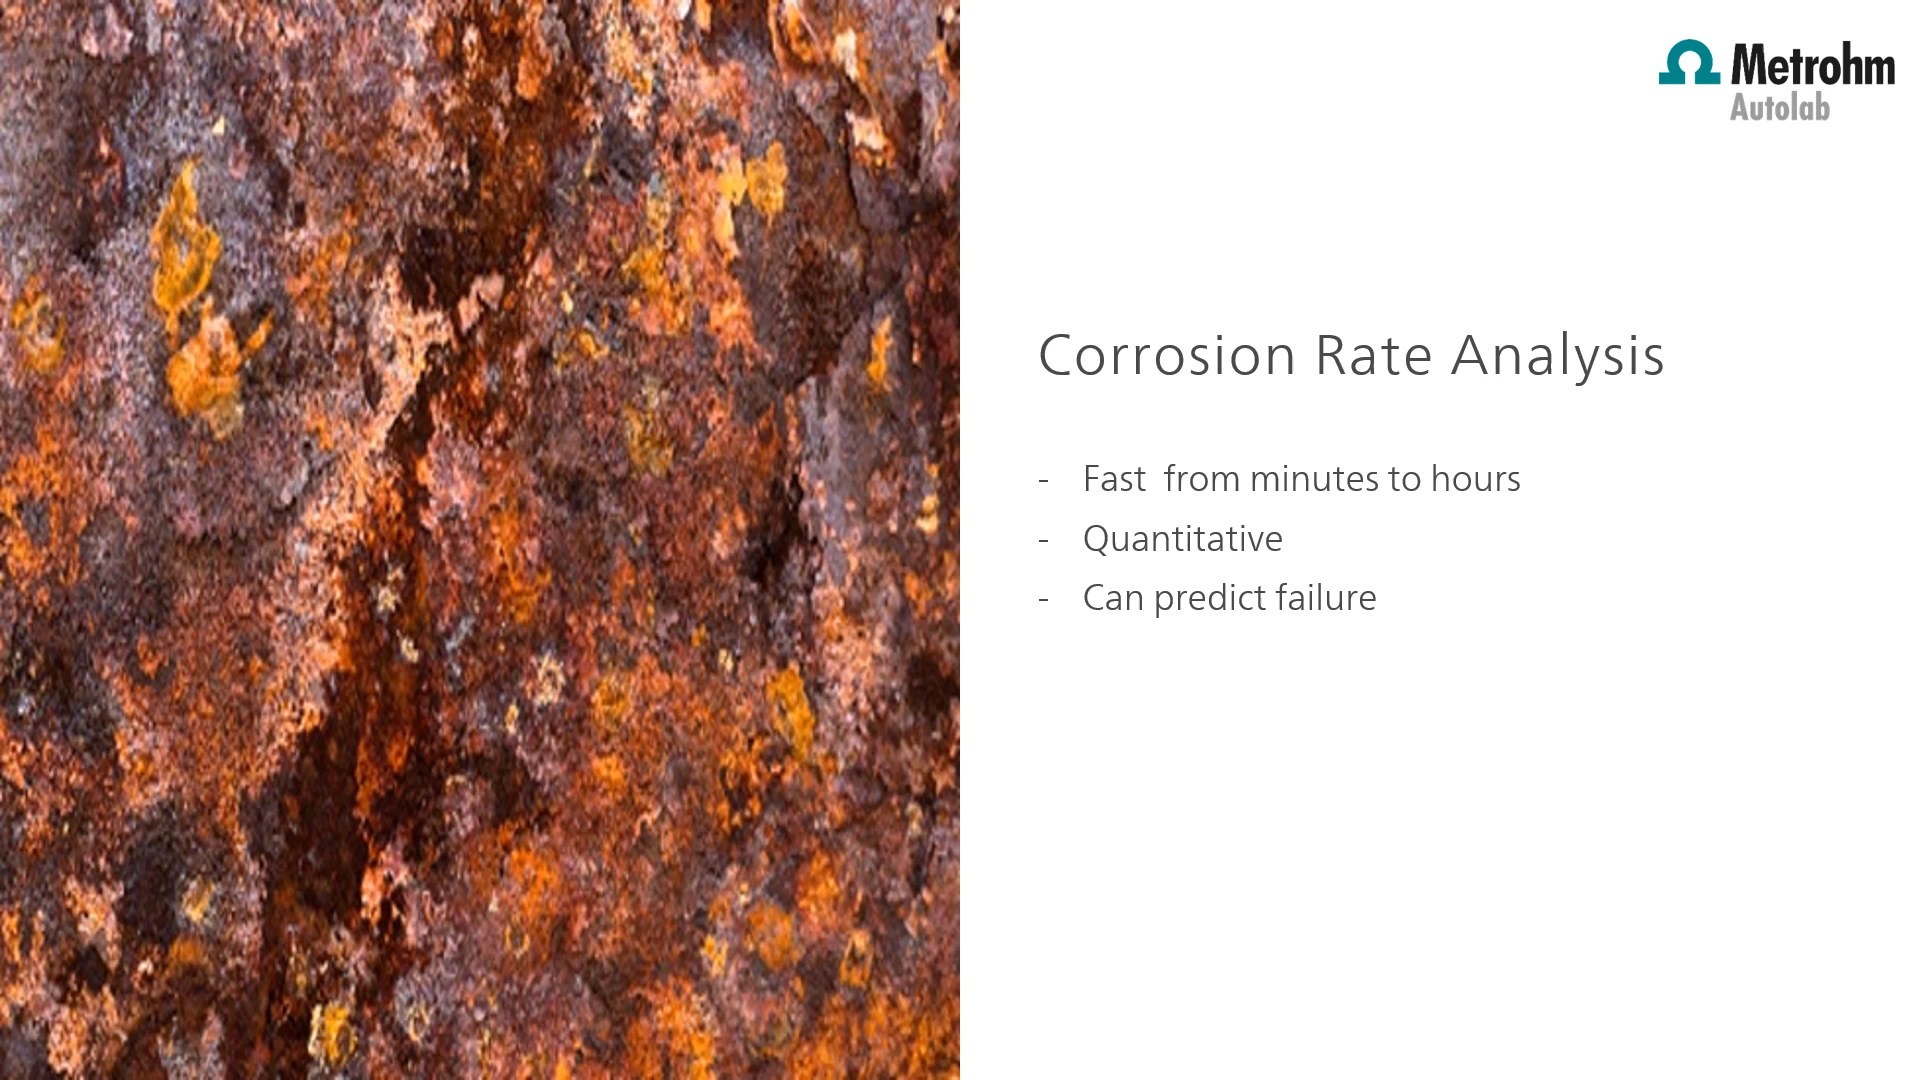 Metrohm
Autolab
Corrosion Rate Analysis
- Fast  from minutes to hours
- Quantitative
- Can predict failure